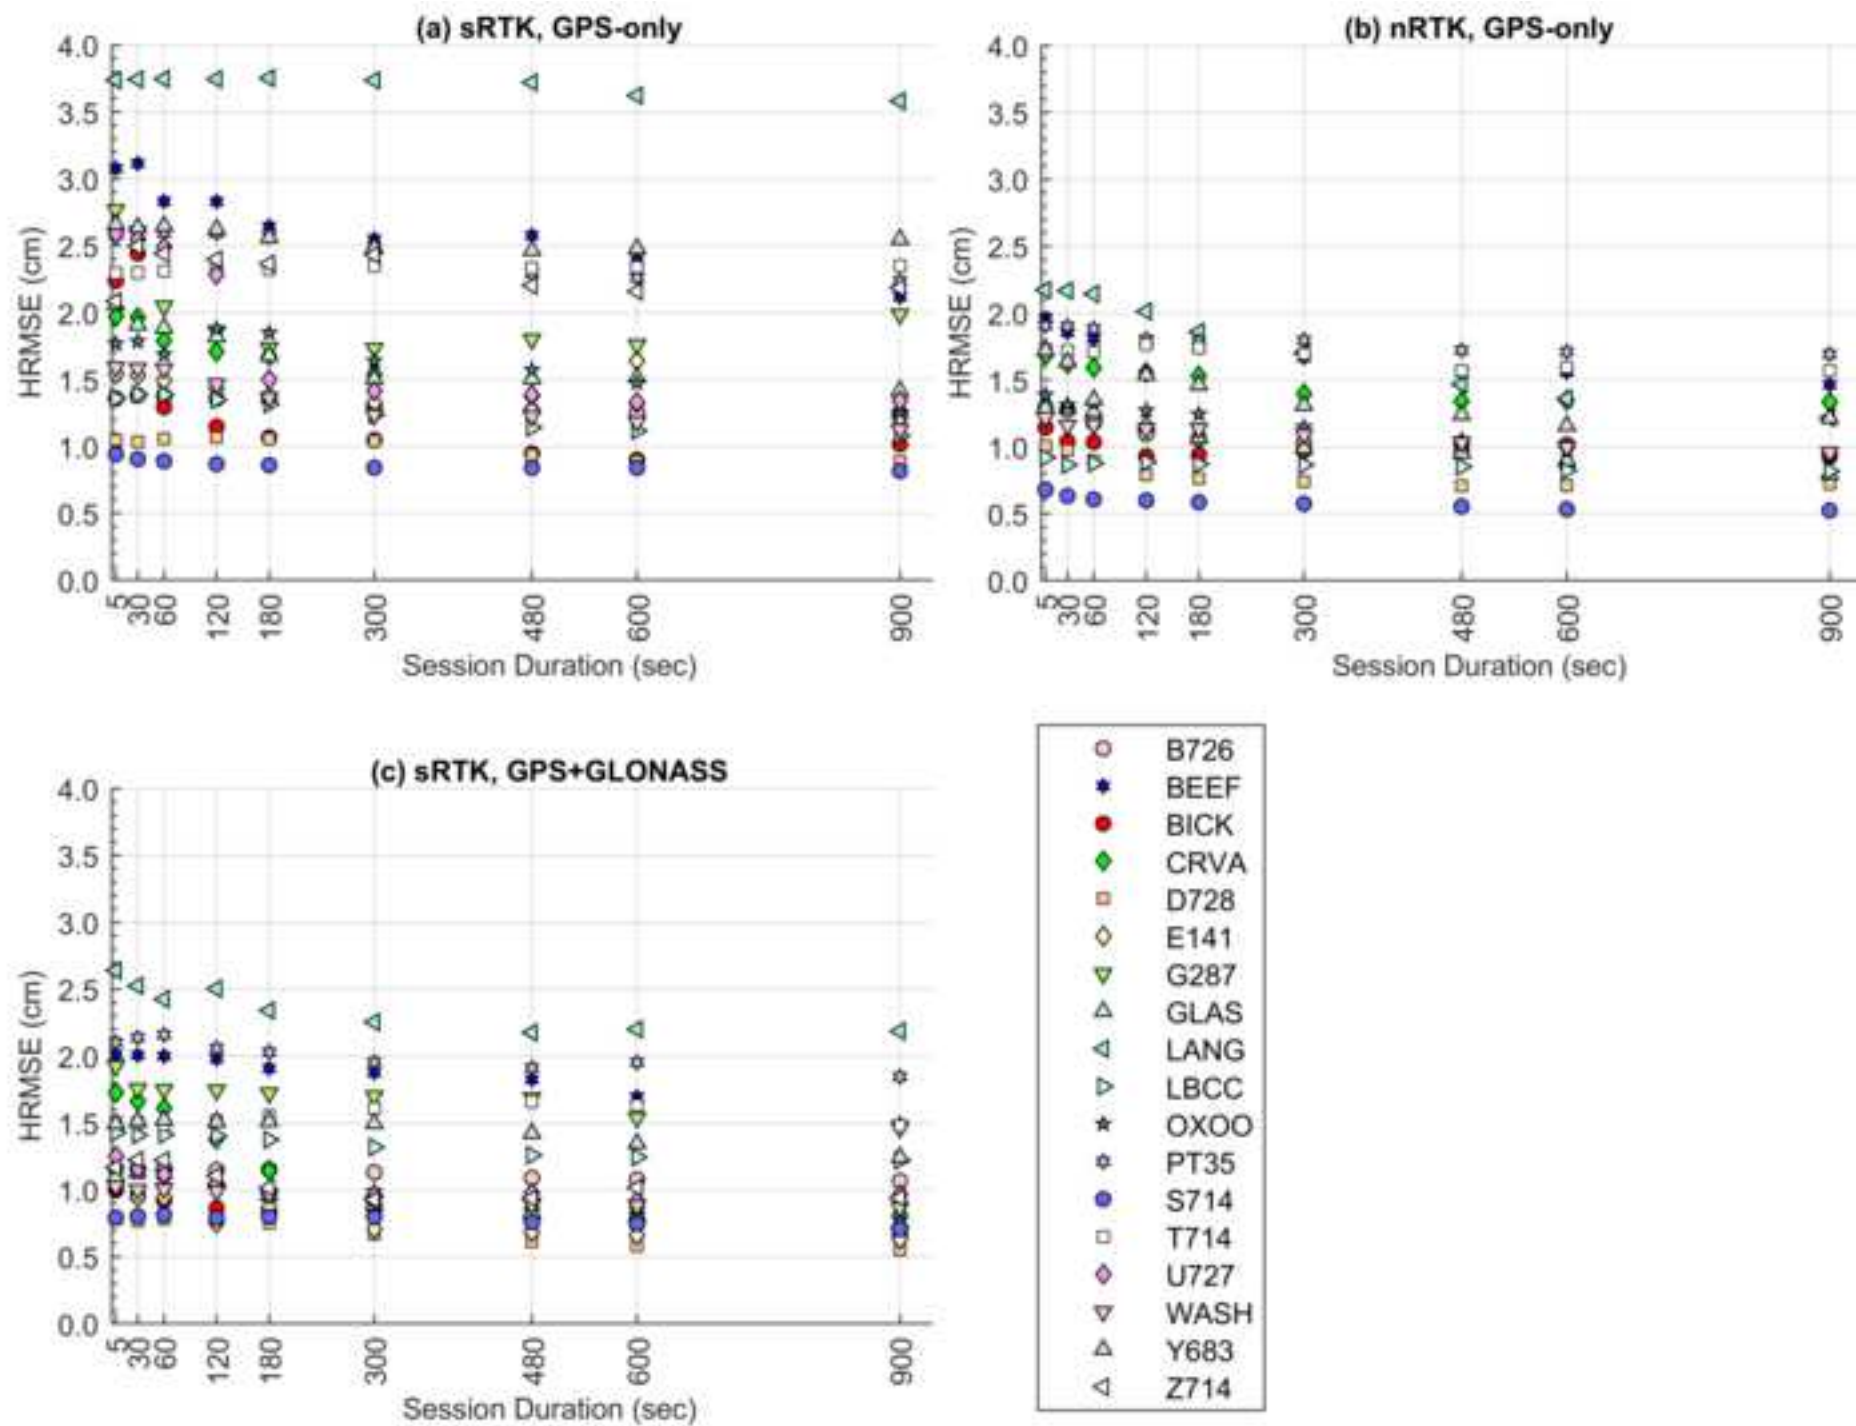 (a) sRTK, GPS-only
4.0
3.5
3.0
2.5
2.0
1.5
1.0
0.5
0.0
HRMSE (cm)
5
30
60
120
180
300
480
600
900
Session Duration (sec)
(b) nRTK, GPS-only
4.0
3.5
3.0
2.5
2.0
1.5
1.0
0.5
0.0
HRMSE (cm)
5
30
60
120
180
300
480
600
900
Session Duration (sec)
(c) sRTK, GPS+GLONASS
4.0
3.5
3.0
2.5
2.0
1.5
1.0
0.5
0.0
HRMSE (cm)
5
30
60
120
180
300
480
600
900
Session Duration (sec)
B726
BEEF
BICK
CRVA
D728
E141
G287
GLAS
LANG
LBCC
OXOO
PT35
S714
T714
U727
WASH
Y683
Z714